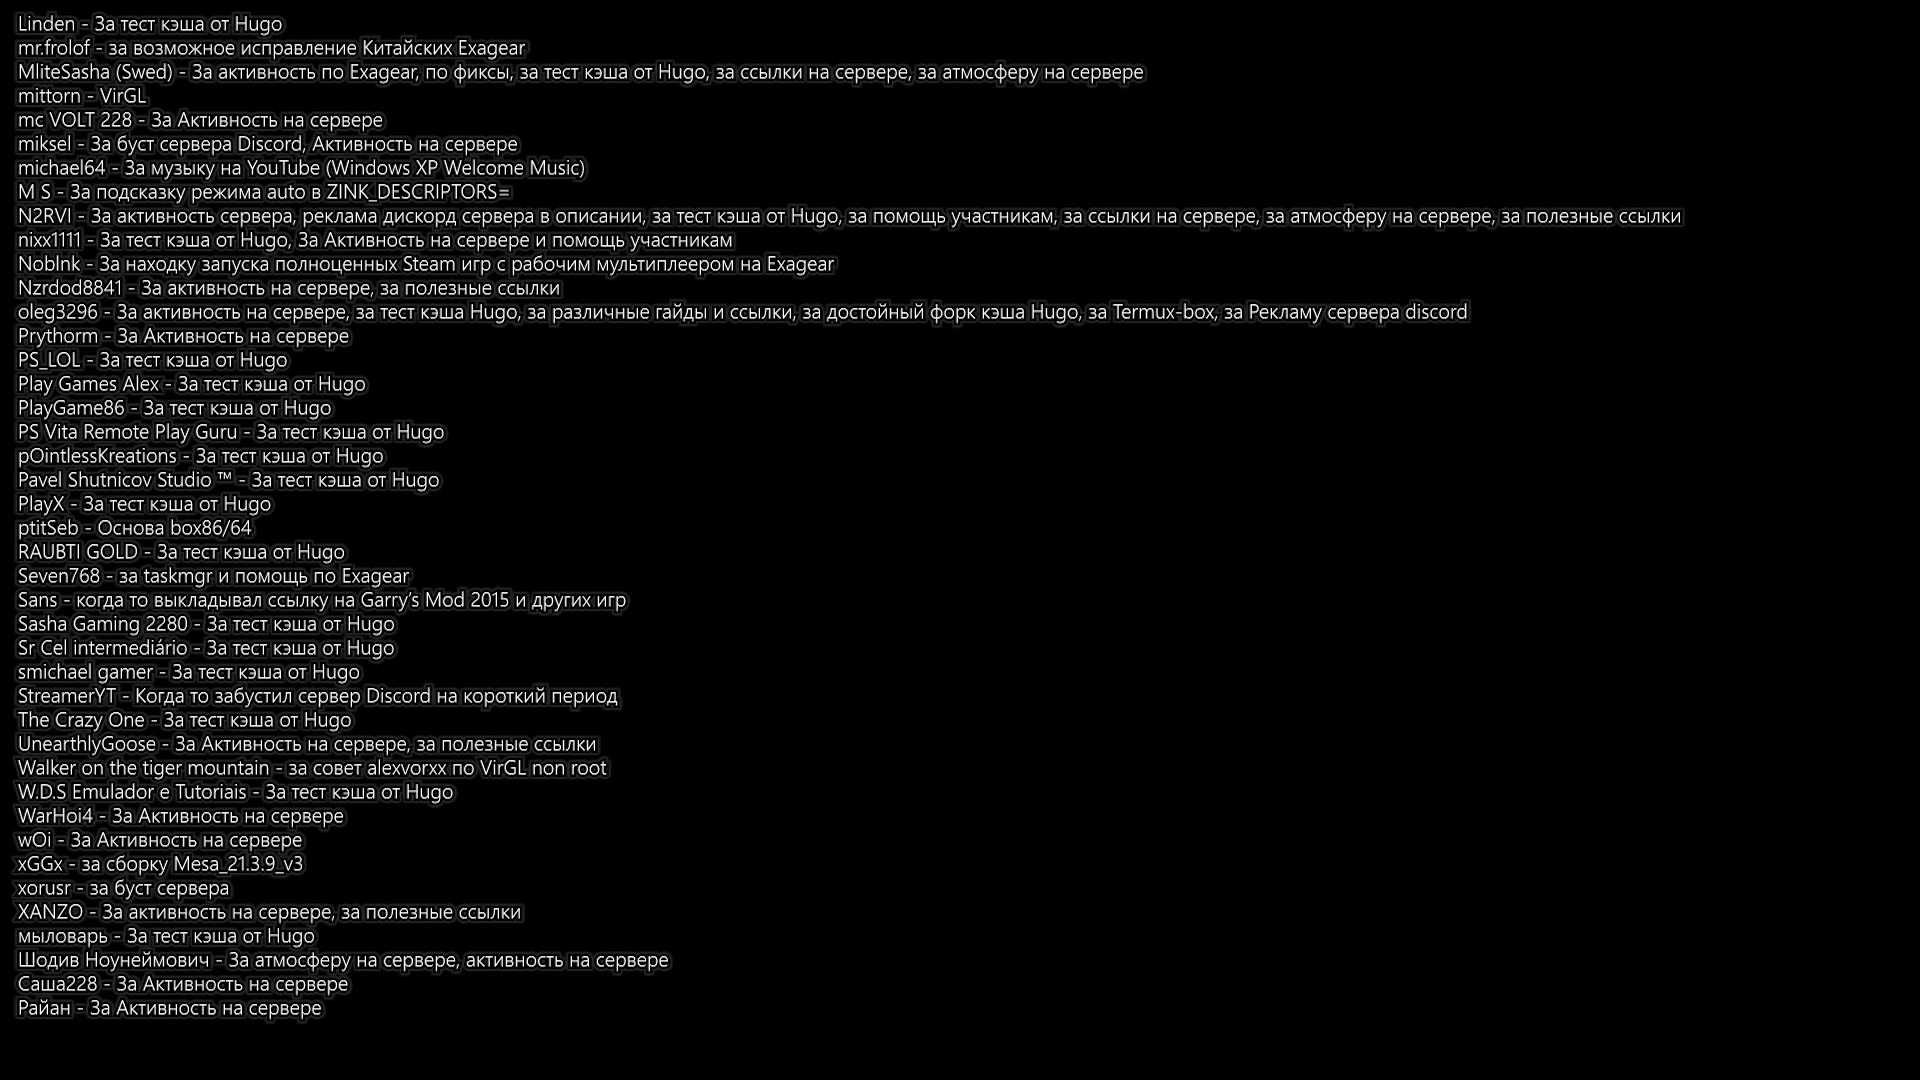 Linden - За тест кэша от Hugo
mr.frolof - за возможное исправление Китайских Exagear
MliteSasha (Swed) - За активность по Exagear, по фиксы, за тест кэша от Hugo, за ссылки на сервере, за атмосферу на сервере
mittorn - VirGL
mc VOLT 228 - За Активность на сервере
miksel - За буст сервера Discord, Активность на сервере
michael64 - За музыку на YouTube (Windows XP Welcome Music)
M S - За подсказку режима auto в ZINK_DESCRIPTORS=
N2RVI - За активность сервера, реклама дискорд сервера в описании, за тест кэша от Hugo, за помощь участникам, за ссылки на сервере, за атмосферу на сервере, за полезные ссылки
nixx1111 - За тест кэша от Hugo, За Активность на сервере и помощь участникам
Noblnk - За находку запуска полноценных Steam игр с рабочим мультиплеером на Exagear
Nzrdod8841 - За активность на сервере, за полезные ссылки
oleg3296 - За активность на сервере, за тест кэша Hugo, за различные гайды и ссылки, за достойный форк кэша Hugo, за Termux-box, за Рекламу сервера discord
Prythorm - За Активность на сервере
PS_LOL - За тест кэша от Hugo
Play Games Alex - За тест кэша от Hugo
PlayGame86 - За тест кэша от Hugo
PS Vita Remote Play Guru - За тест кэша от Hugo
pOintlessKreations - За тест кэша от Hugo
Pavel Shutnicov Studio ™ - За тест кэша от Hugo
PlayX - За тест кэша от Hugo
ptitSeb - Основа box86/64
RAUBTI GOLD - За тест кэша от Hugo
Seven768 - за taskmgr и помощь по Exagear
Sans - когда то выкладывал ссылку на Garry's Mod 2015 и других игр
Sasha Gaming 2280 - За тест кэша от Hugo
Sr Cel intermediário - За тест кэша от Hugo
smichael gamer - За тест кэша от Hugo
StreamerYT - Когда то забустил сервер Discord на короткий период
The Crazy One - За тест кэша от Hugo
UnearthlyGoose - За Активность на сервере, за полезные ссылки
Walker on the tiger mountain - за совет alexvorxx по VirGL non root
W.D.S Emulador e Tutoriais - За тест кэша от Hugo
WarHoi4 - За Активность на сервере
wOi - За Активность на сервере
xGGx - за сборку Mesa_21.3.9_v3
xorusr - за буст сервера
XANZO - За активность на сервере, за полезные ссылки
мыловарь - За тест кэша от Hugo
Шодив Ноунеймович - За атмосферу на сервере, активность на сервере
Саша228 - За Активность на сервере
Райан - За Активность на сервере